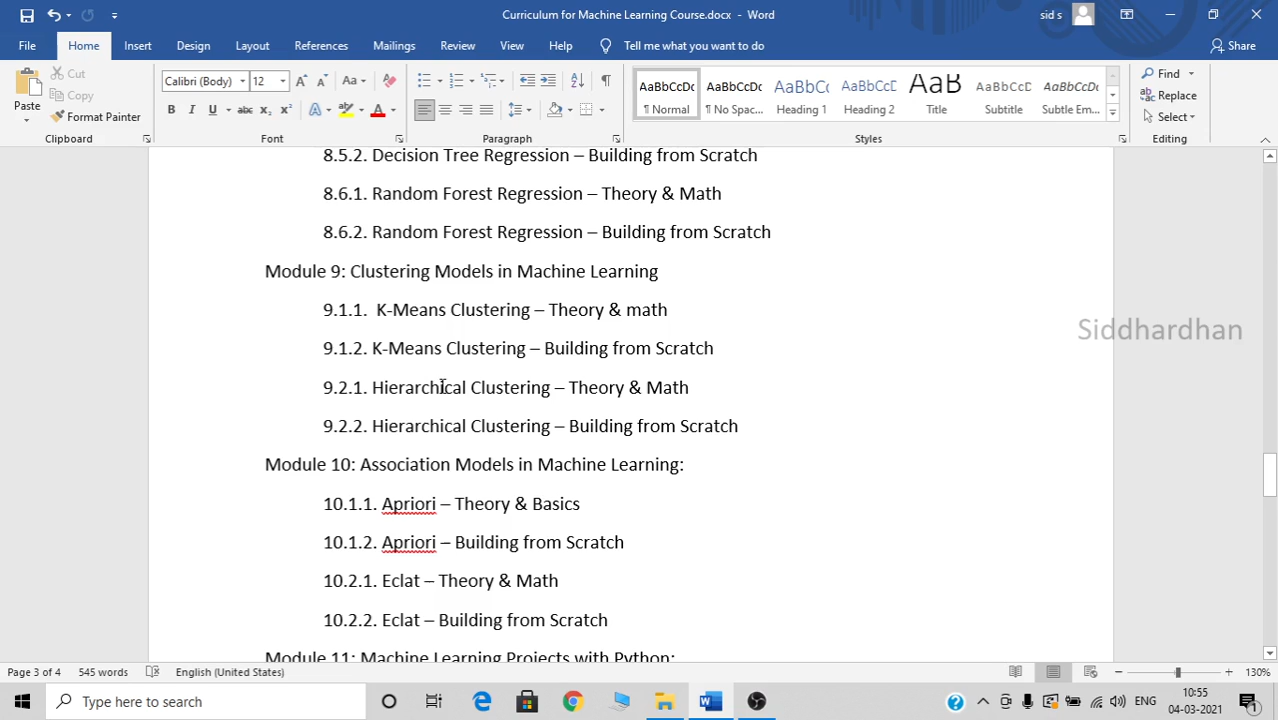 Curriculum for Machine Learning Course.docx - Word
sid s
File Home Insert Design Layout References Mailings Review View Help Tell me what you want to do Share
Paste
Cut
Copy
Format Painter
Clipboard
Calibri (Body) 12
Font
Paragraph
AaBbCcDc AaBbCcDc AaBbC AaBbCc AaB AaBbCcD AaBbCcDc
¶ Normal ¶ No Spac... Heading 1 Heading 2 Title Subtitle Subtle Em...
Styles
Find
Replace
Select
Editing
8.5.2. Decision Tree Regression – Building from Scratch
8.6.1. Random Forest Regression – Theory & Math
8.6.2. Random Forest Regression – Building from Scratch
Module 9: Clustering Models in Machine Learning
9.1.1. K-Means Clustering – Theory & math
Siddhardhan
9.1.2. K-Means Clustering – Building from Scratch
9.2.1. Hierarchical Clustering – Theory & Math
9.2.2. Hierarchical Clustering – Building from Scratch
Module 10: Association Models in Machine Learning:
10.1.1. Apriori – Theory & Basics
10.1.2. Apriori – Building from Scratch
10.2.1. Eclat – Theory & Math
10.2.2. Eclat – Building from Scratch
Module 11: Machine Learning Projects with Python:
Page 3 of 4 545 words English (United States) 130%
Type here to search
ENG
10:55
04-03-2021